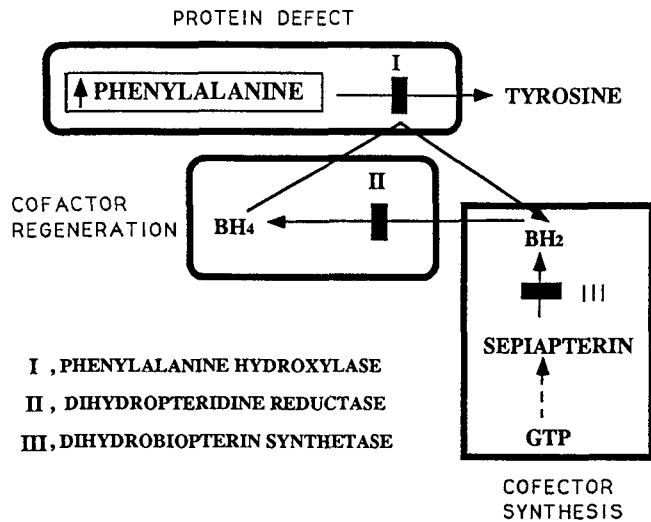 PROTEIN DEFECT
I
PHENYLALANINE
TYROSINE
II
COFACTOR
REGENERATION
BH4
BH2
III
SEPIAPTERIN
GTP
I , PHENYLALANINE HYDROXYLASE
II , DIHYDROPTERIDINE REDUCTASE
III, DIHYDROBIOPTERIN SYNTHETASE
COFECTOR
SYNTHESIS